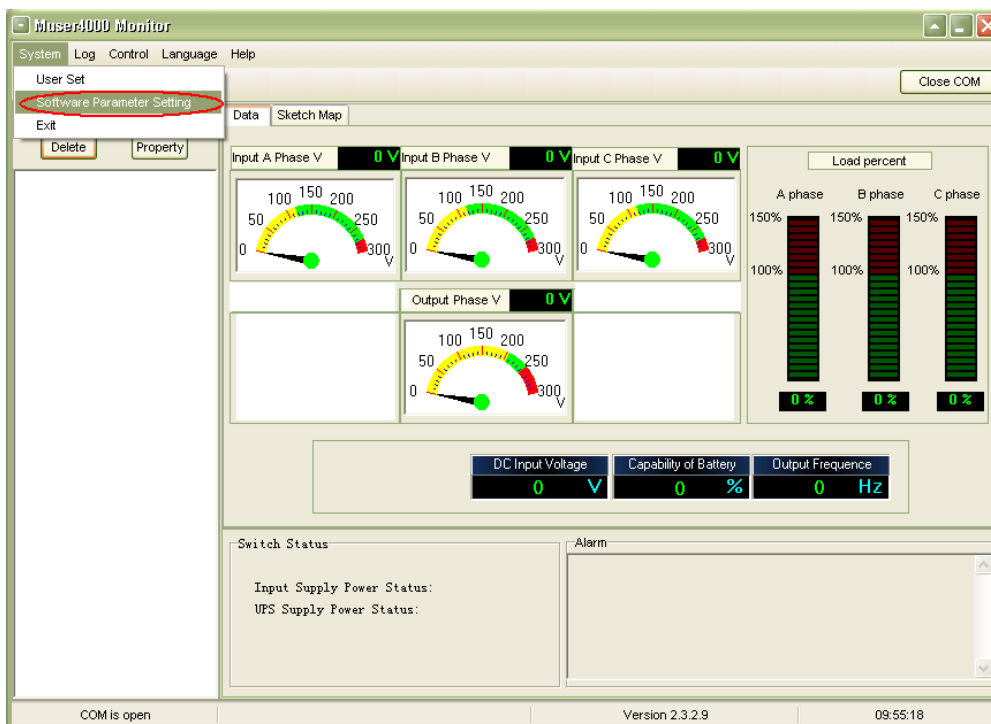 Muser4000 Monitor
System Log Control Language Help
User Set
Software Parameter Setting
Exit
Close COM
Delete Property
Data Sketch Map
Input A Phase V 0 V Input B Phase V 0 V Input C Phase V 0 V
0 50 100 150 200 250 300 V
0 50 100 150 200 250 300 V
0 50 100 150 200 250 300 V
Load percent
A phase B phase C phase
150% 150% 150%
100% 100% 100%
0 % 0 % 0 %
Output Phase V 0 V
0 50 100 150 200 250 300 V
DC Input Voltage Capability of Battery Output Frequence
0 V 0 % 0 Hz
Switch Status
Input Supply Power Status:
UPS Supply Power Status:
Alarm
COM is open Version 2.3.2.9 09:55:18